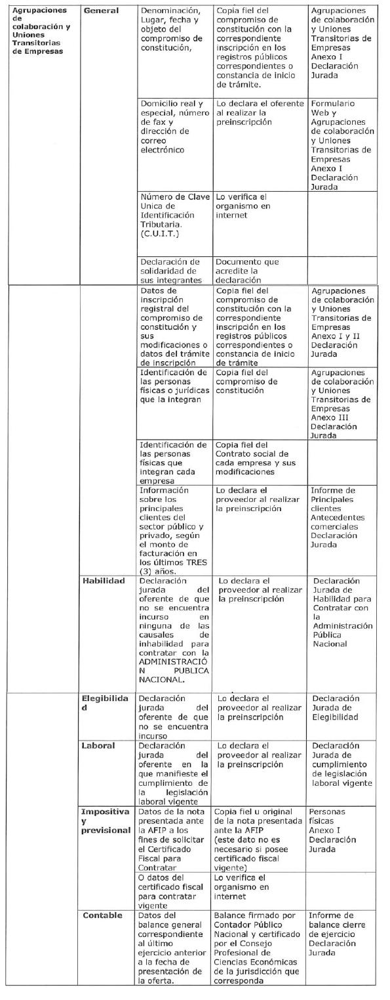 Agrupaciones
de
colaboración y
Uniones
Transitorias
de Empresas
General
Denominación,
Lugar, fecha y
objeto del
compromiso de
constitución,
Copia fiel del
compromiso de
constitución con la
correspondiente
inscripción en los
registros públicos
correspondientes o
constancia de inicio
de trámite.
Agrupaciones
de colaboración
y Uniones
Transitorias de
Empresas
Anexo I
Declaración
Jurada
Domicilio real y
especial, número
de fax y
dirección de
correo
electrónico
Lo declara el oferente
al realizar la
preinscripción
Formulario
Web y
Agrupaciones
de colaboración
y Uniones
Transitorias de
Empresas
Anexo I
Declaración
Jurada
Número de Clave
Unica de
Identificación
Tributaria.
(C.U.I.T.)
Lo verifica el
organismo en
internet
Declaración de
solidaridad de
sus integrantes
Documento que
acredite la
declaración
Datos de
inscripción
registral del
compromiso de
constitución y
sus
modificaciones o
datos del trámite
de inscripción
Copia fiel del
compromiso de
constitución con la
correspondiente
inscripción en los
registros públicos
correspondientes o
constancia de inicio
de trámite
Agrupaciones
de colaboración
y Uniones
Transitorias de
Empresas
Anexo I y II
Declaración
Jurada
Identificación de
las personas
físicas o jurídicas
que la integran
Copia fiel del
compromiso de
constitución
Agrupaciones
de colaboración
y Uniones
Transitorias de
Empresas
Anexo III
Declaración
Jurada
Identificación de
las personas
físicas que
integran cada
empresa
Copia fiel del
Contrato social de
cada empresa y sus
modificaciones
Información
sobre los
principales
clientes del
sector público y
privado, según
el monto de
facturación en
los últimos TRES
(3) años.
Lo declara el
proveedor al realizar
la preinscripción
Informe de
Principales
clientes
Antecedentes
comerciales
Declaración
Jurada
Habilidad
Declaración
jurada del
oferente de que
no se encuentra
incurso en
ninguna de las
causales de
inhabilidad para
contratar con la
ADMINISTRACIÓ
N PUBLICA
NACIONAL.
Lo declara el
proveedor al realizar
la preinscripción
Declaración
Jurada de
Habilidad para
Contratar con
la
Administración
Pública
Nacional
Elegibilida
d
Declaración
jurada del
oferente de que
no se encuentra
incurso
Lo declara el
proveedor al realizar
la preinscripción
Declaración
Jurada de
Elegibilidad
Laboral
Declaración
jurada del
oferente en la
que manifieste el
cumplimiento de
la legislación
laboral vigente
Lo declara el
proveedor al realizar
la preinscripción
Declaración
Jurada de
cumplimiento
de legislación
laboral vigente
Impositiva
y
previsional
Datos de la nota
presentada ante
la AFIP a los
fines de solicitar
el Certificado
Fiscal para
Contratar
Copia fiel u original
de la nota presentada
ante la AFIP
(este dato no es
necesario si posee
certificado fiscal
vigente)
Personas
físicas
Anexo I
Declaración
Jurada
O datos del
certificado fiscal
para contratar
vigente
Lo verifica el
organismo en
internet
Contable
Datos del
balance general
correspondiente
al último
ejercicio anterior
a la fecha de
presentación de
la oferta.
Balance firmado por
Contador Público
Nacional y certificado
por el Consejo
Profesional de
Ciencias Económicas
de la jurisdicción que
corresponda
Informe de
balance cierre
de ejercicio
Declaración
Jurada